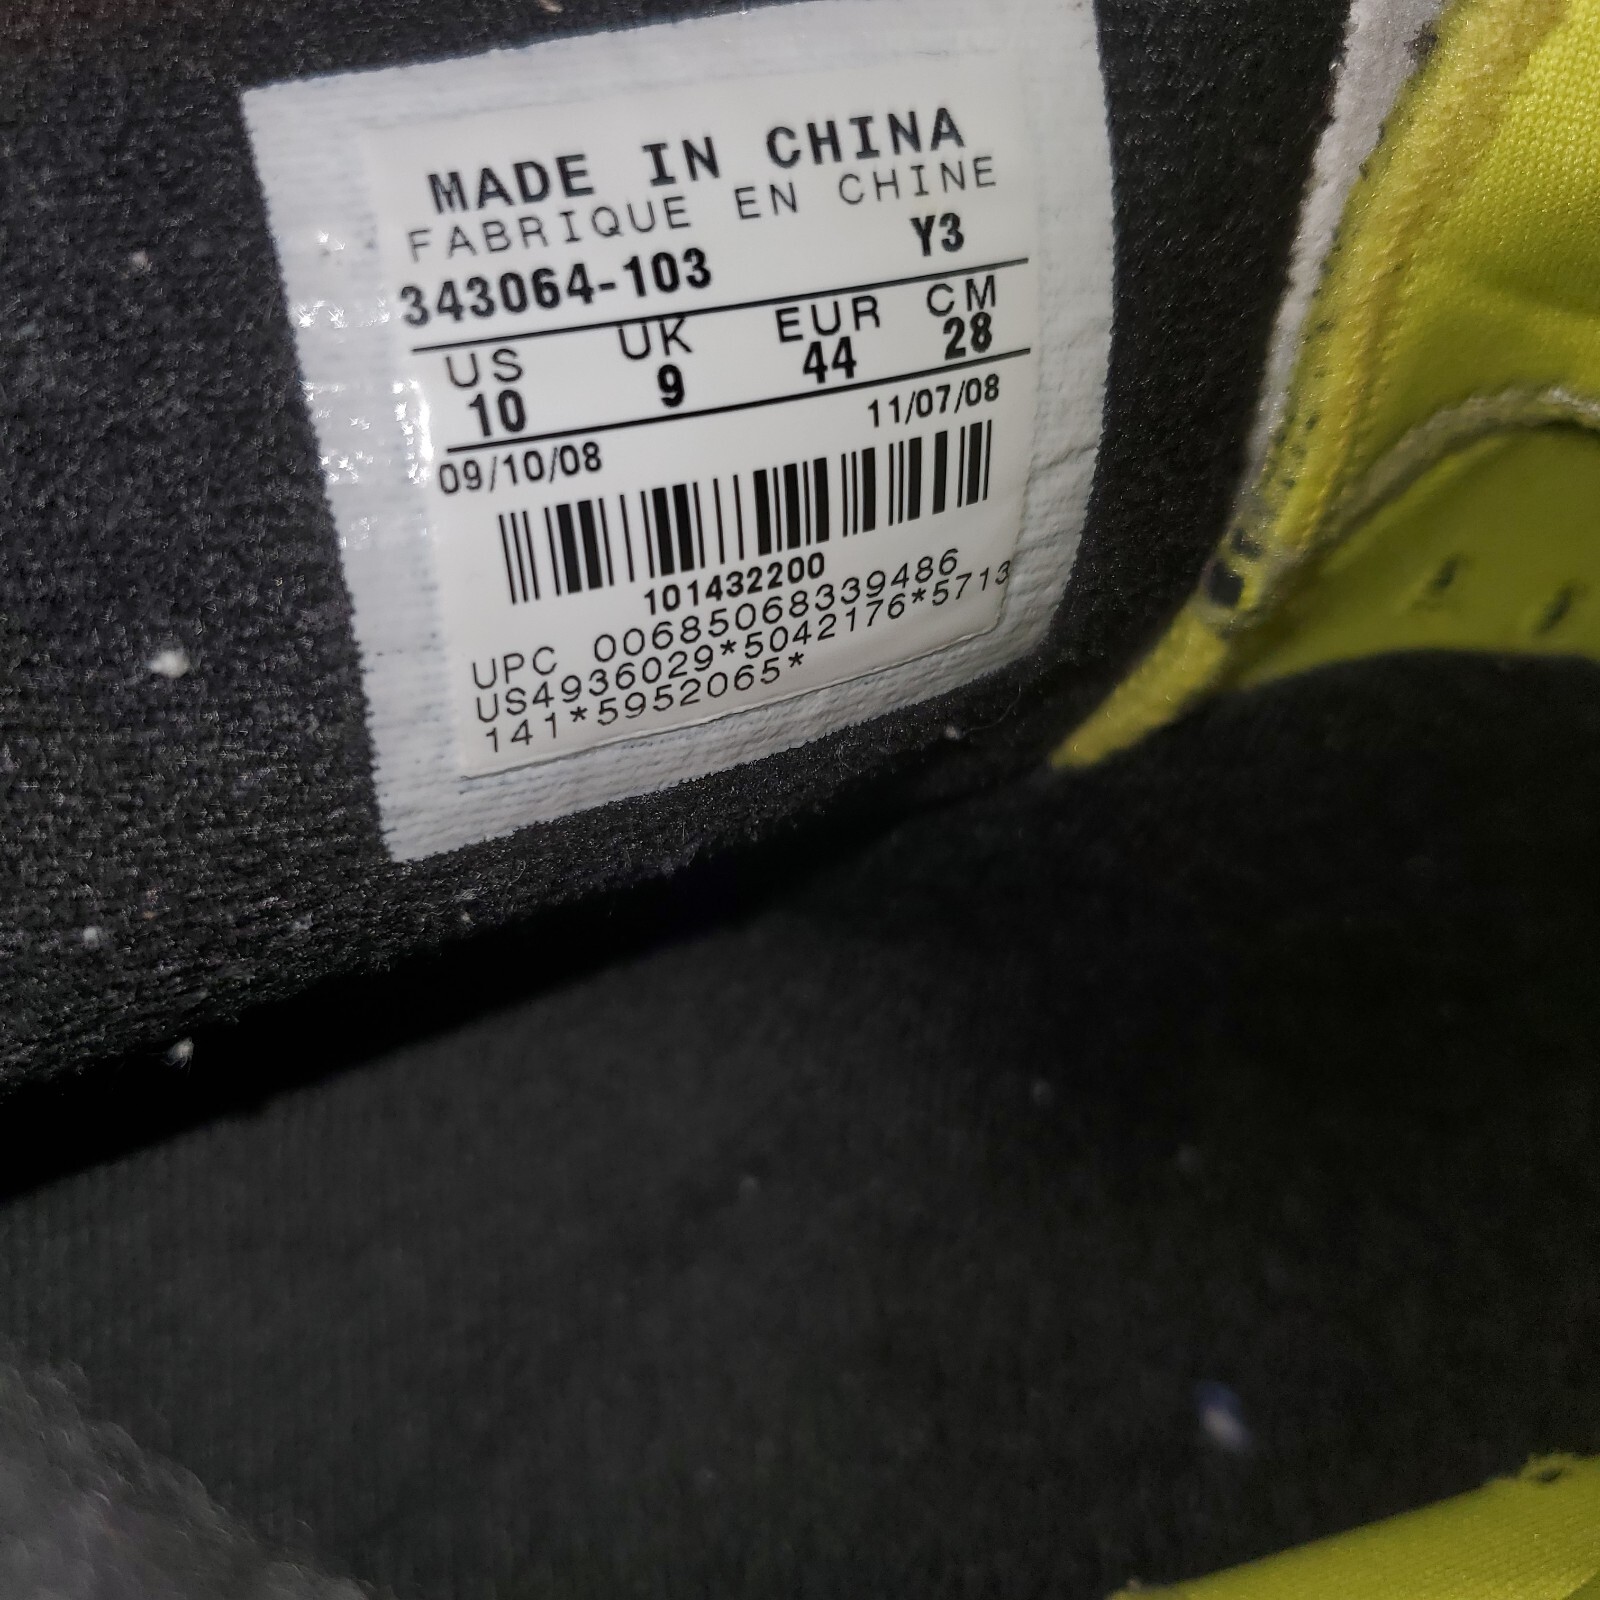 MADE IN CHINA
FABRIQUE EN CHINE
343064-103 Y3
US UK EUR CM
10 9 44 28
09/10/08 11/07/08
101432200
UPC 00685068339486
US4936029*5042176*5713
141*5952065*